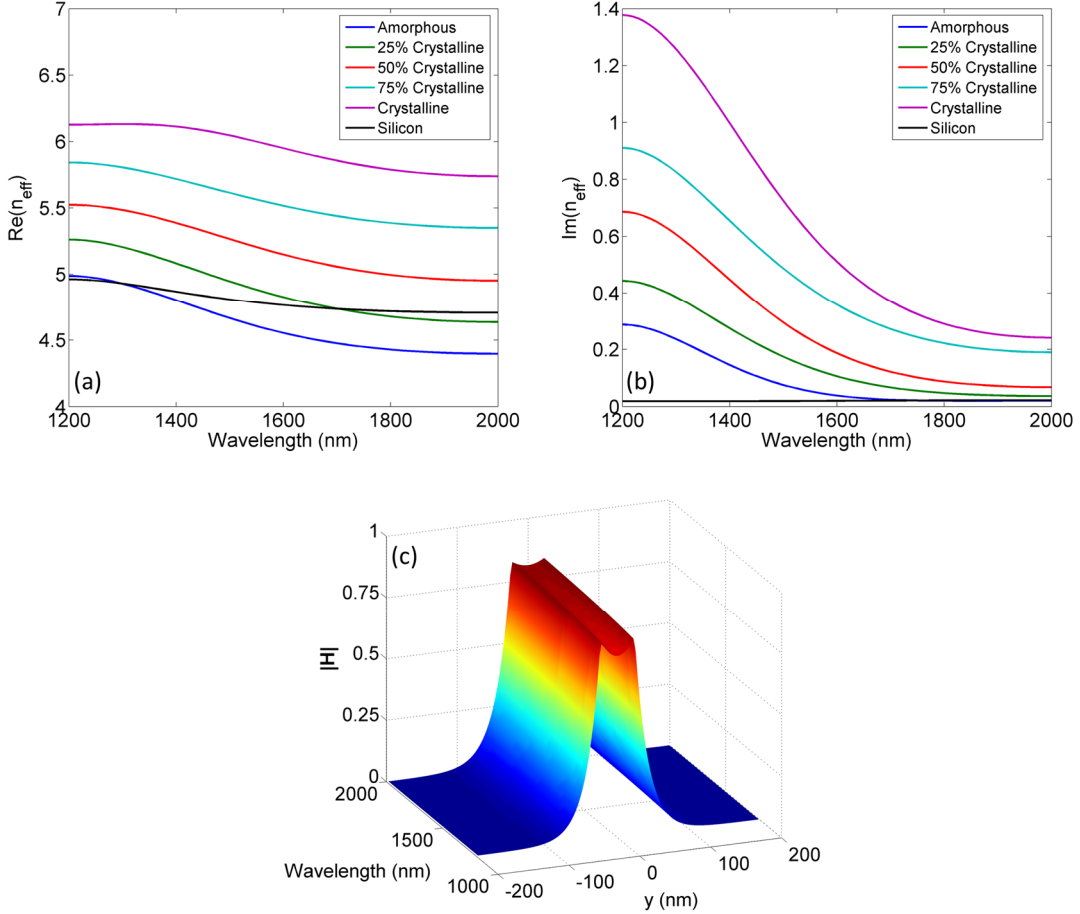 7
6.5
6
5.5
5
4.5
4
Re(n_eff)
Amorphous
25% Crystalline
50% Crystalline
75% Crystalline
Crystalline
Silicon
(a)
1200 1400 1600 1800 2000
Wavelength (nm)
1.4
1.2
1
0.8
0.6
0.4
0.2
0
Im(n_eff)
Amorphous
25% Crystalline
50% Crystalline
75% Crystalline
Crystalline
Silicon
(b)
1200 1400 1600 1800 2000
Wavelength (nm)
(c)
1
0.75
0.5
0.25
0
|H|
2000
1500
1000
Wavelength (nm)
-200 -100 0 100 200
y (nm)